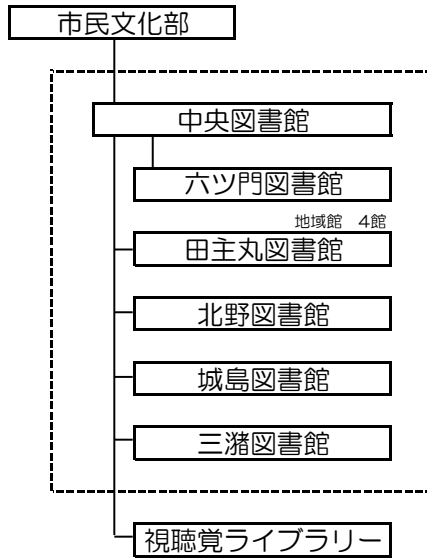 市民文化部
中央図書館
六ツ門図書館
地域館 4館
田主丸図書館
北野図書館
城島図書館
三潴図書館
視聴覚ライブラリー